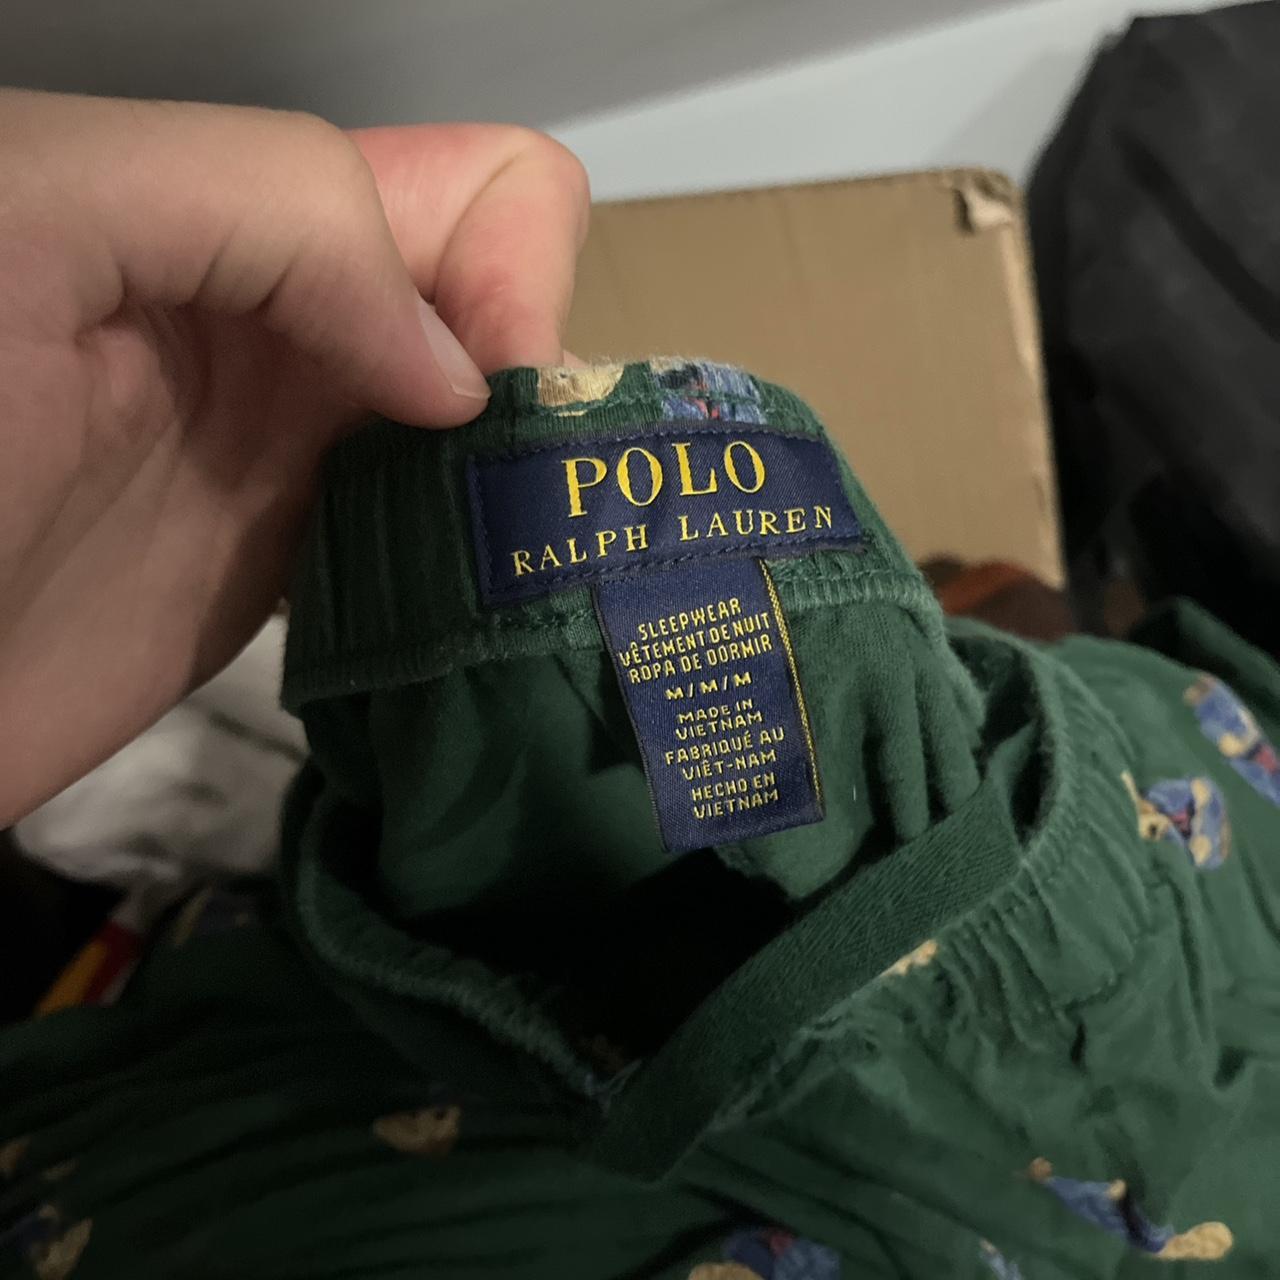 POLO
RALPH LAUREN
SLEEPWEAR
VÊTEMENT DE NUIT
ROPA DE DORMIR
M/M/M
MADE IN
VIETNAM
FABRIQUÉ AU
VIÊT-NAM
HECHO EN
VIETNAM